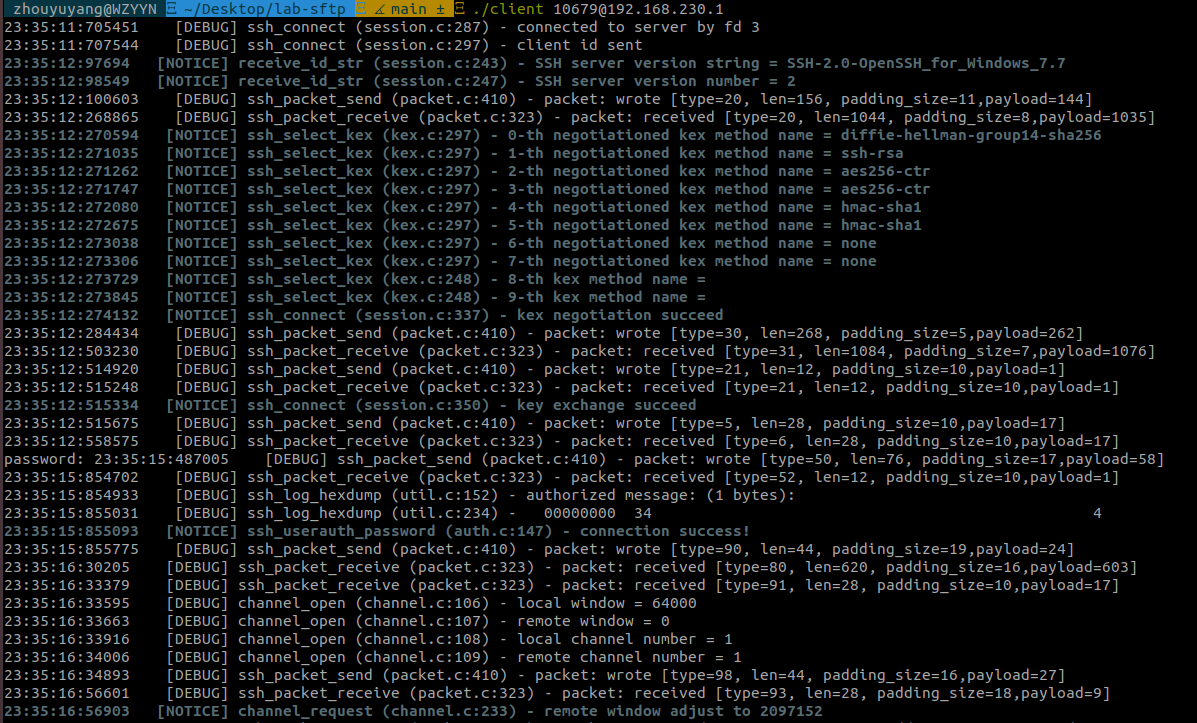 zhouyuyang@WZYYN ~/Desktop/lab-sftp main ± ./client 10679@192.168.230.1
23:35:11:705451 [DEBUG] ssh_connect (session.c:287) - connected to server by fd 3
23:35:11:707544 [DEBUG] ssh_connect (session.c:297) - client id sent
23:35:12:97694 [NOTICE] receive_id_str (session.c:243) - SSH server version string = SSH-2.0-OpenSSH_for_Windows_7.7
23:35:12:98549 [NOTICE] receive_id_str (session.c:247) - SSH server version number = 2
23:35:12:100603 [DEBUG] ssh_packet_send (packet.c:410) - packet: wrote [type=20, len=156, padding_size=11,payload=144]
23:35:12:268865 [DEBUG] ssh_packet_receive (packet.c:323) - packet: received [type=20, len=1044, padding_size=8,payload=1035]
23:35:12:270594 [NOTICE] ssh_select_kex (kex.c:297) - 0-th negotiationed kex method name = diffie-hellman-group14-sha256
23:35:12:271035 [NOTICE] ssh_select_kex (kex.c:297) - 1-th negotiationed kex method name = ssh-rsa
23:35:12:271262 [NOTICE] ssh_select_kex (kex.c:297) - 2-th negotiationed kex method name = aes256-ctr
23:35:12:271747 [NOTICE] ssh_select_kex (kex.c:297) - 3-th negotiationed kex method name = aes256-ctr
23:35:12:272080 [NOTICE] ssh_select_kex (kex.c:297) - 4-th negotiationed kex method name = hmac-sha1
23:35:12:272675 [NOTICE] ssh_select_kex (kex.c:297) - 5-th negotiationed kex method name = hmac-sha1
23:35:12:273038 [NOTICE] ssh_select_kex (kex.c:297) - 6-th negotiationed kex method name = none
23:35:12:273306 [NOTICE] ssh_select_kex (kex.c:297) - 7-th negotiationed kex method name = none
23:35:12:273729 [NOTICE] ssh_select_kex (kex.c:248) - 8-th kex method name =
23:35:12:273845 [NOTICE] ssh_select_kex (kex.c:248) - 9-th kex method name =
23:35:12:274132 [NOTICE] ssh_connect (session.c:337) - kex negotiation succeed
23:35:12:284434 [DEBUG] ssh_packet_send (packet.c:410) - packet: wrote [type=30, len=268, padding_size=5,payload=262]
23:35:12:503230 [DEBUG] ssh_packet_receive (packet.c:323) - packet: received [type=31, len=1084, padding_size=7,payload=1076]
23:35:12:514920 [DEBUG] ssh_packet_send (packet.c:410) - packet: wrote [type=21, len=12, padding_size=10,payload=1]
23:35:12:515248 [DEBUG] ssh_packet_receive (packet.c:323) - packet: received [type=21, len=12, padding_size=10,payload=1]
23:35:12:515334 [NOTICE] ssh_connect (session.c:350) - key exchange succeed
23:35:12:515675 [DEBUG] ssh_packet_send (packet.c:410) - packet: wrote [type=5, len=28, padding_size=10,payload=17]
23:35:12:558575 [DEBUG] ssh_packet_receive (packet.c:323) - packet: received [type=6, len=28, padding_size=10,payload=17]
password: 23:35:15:487005 [DEBUG] ssh_packet_send (packet.c:410) - packet: wrote [type=50, len=76, padding_size=17,payload=58]
23:35:15:854702 [DEBUG] ssh_packet_receive (packet.c:323) - packet: received [type=52, len=12, padding_size=10,payload=1]
23:35:15:854933 [DEBUG] ssh_log_hexdump (util.c:152) - authorized message: (1 bytes):
23:35:15:855031 [DEBUG] ssh_log_hexdump (util.c:234) - 00000000 34 4
23:35:15:855093 [NOTICE] ssh_userauth_password (auth.c:147) - connection success!
23:35:15:855775 [DEBUG] ssh_packet_send (packet.c:410) - packet: wrote [type=90, len=44, padding_size=19,payload=24]
23:35:16:30205 [DEBUG] ssh_packet_receive (packet.c:323) - packet: received [type=80, len=620, padding_size=16,payload=603]
23:35:16:33379 [DEBUG] ssh_packet_receive (packet.c:323) - packet: received [type=91, len=28, padding_size=10,payload=17]
23:35:16:33595 [DEBUG] channel_open (channel.c:106) - local window = 64000
23:35:16:33663 [DEBUG] channel_open (channel.c:107) - remote window = 0
23:35:16:33916 [DEBUG] channel_open (channel.c:108) - local channel number = 1
23:35:16:34006 [DEBUG] channel_open (channel.c:109) - remote channel number = 1
23:35:16:34893 [DEBUG] ssh_packet_send (packet.c:410) - packet: wrote [type=98, len=44, padding_size=16,payload=27]
23:35:16:56601 [DEBUG] ssh_packet_receive (packet.c:323) - packet: received [type=93, len=28, padding_size=18,payload=9]
23:35:16:56903 [NOTICE] channel_request (channel.c:233) - remote window adjust to 2097152